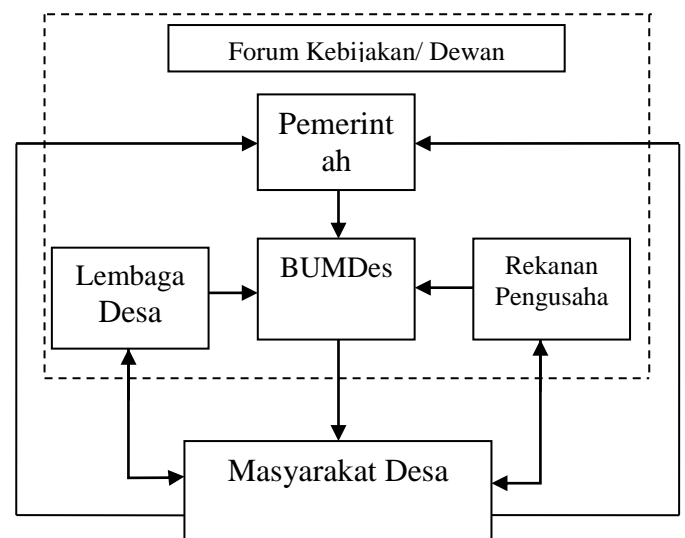 Forum Kebijakan/ Dewan
Pemerint
ah
BUMDes
Lembaga
Desa
Rekanan
Pengusaha
Masyarakat Desa